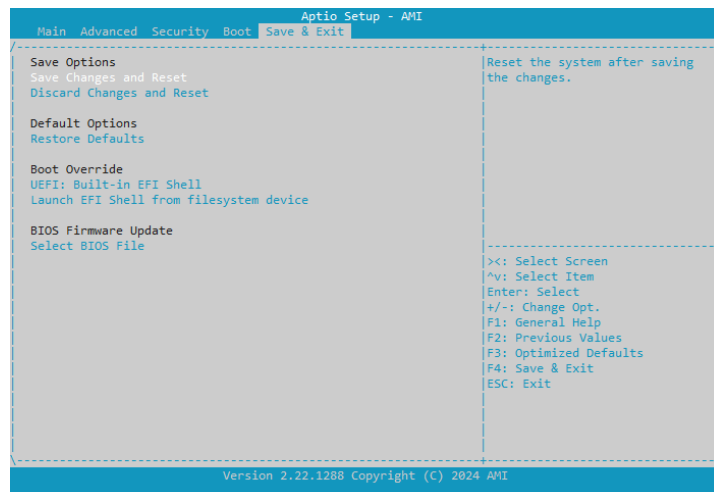 Aptio Setup - AMI
Main Advanced Security Boot Save & Exit
Save Options
Save Changes and Reset
Discard Changes and Reset
Default Options
Restore Defaults
Boot Override
UEFI: Built-in EFI Shell
Launch EFI Shell from filesystem device
BIOS Firmware Update
Select BIOS File
Reset the system after saving
the changes.
><: Select Screen
^v: Select Item
Enter: Select
+/-: Change Opt.
F1: General Help
F2: Previous Values
F3: Optimized Defaults
F4: Save & Exit
ESC: Exit
Version 2.22.1288 Copyright (C) 2024 AMI